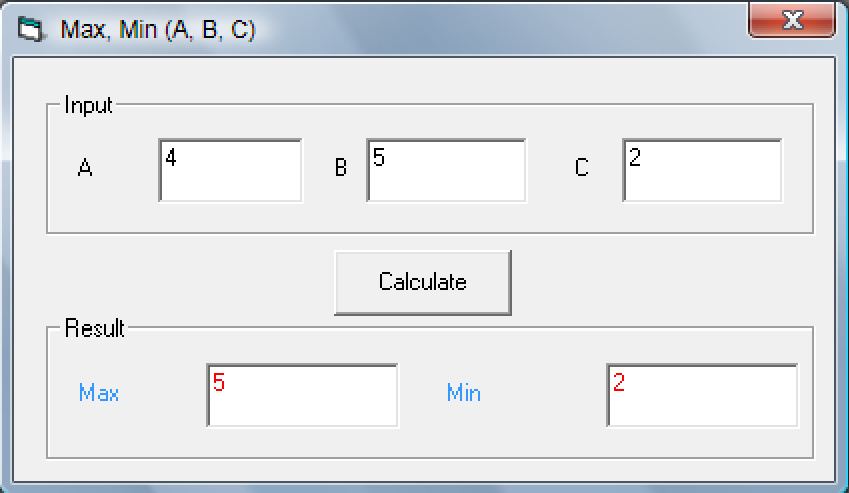 Max, Min (A, B, C)
Input
A 4 B 5 C 2
Calculate
Result
Max 5 Min 2